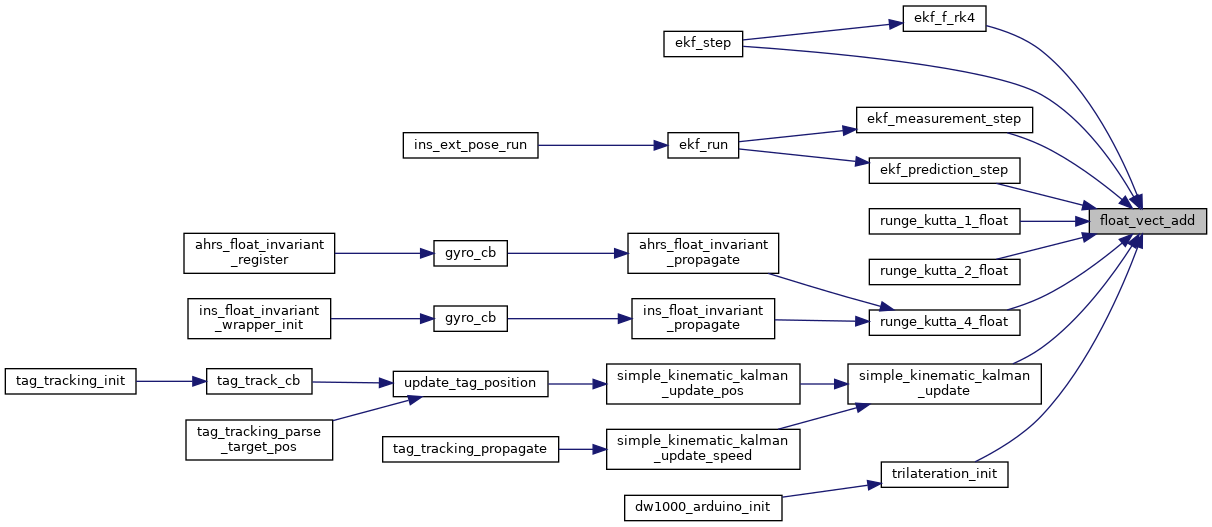 ekf_f_rk4
ekf_step
ekf_measurement_step
ins_ext_pose_run
ekf_run
ekf_prediction_step
float_vect_add
runge_kutta_1_float
ahrs_float_invariant
_register
gyro_cb
ahrs_float_invariant
_propagate
runge_kutta_2_float
ins_float_invariant
_wrapper_init
gyro_cb
ins_float_invariant
_propagate
runge_kutta_4_float
tag_tracking_init
tag_track_cb
update_tag_position
simple_kinematic_kalman
_update_pos
simple_kinematic_kalman
_update
tag_tracking_parse
_target_pos
tag_tracking_propagate
simple_kinematic_kalman
_update_speed
trilateration_init
dw1000_arduino_init